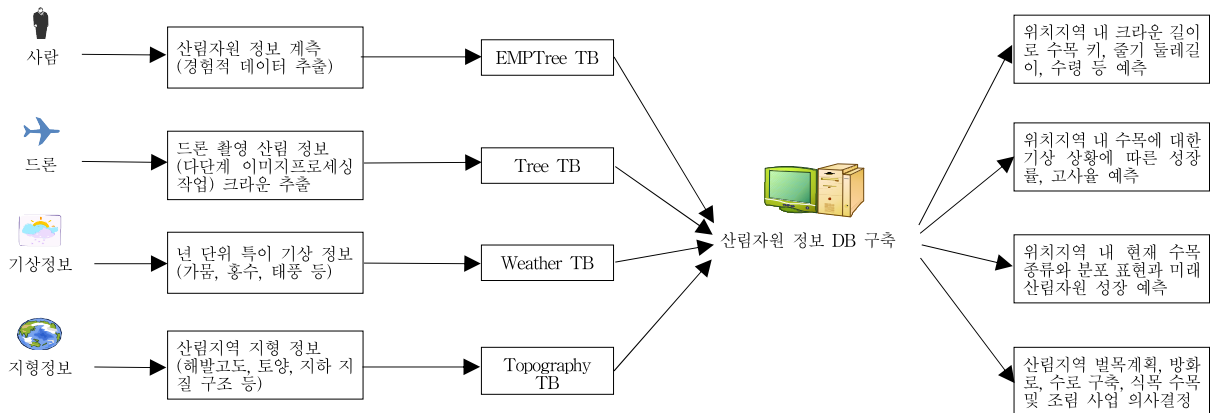 사람
산림자원 정보 계측
(경험적 데이터 추출)
EMPTree TB
드론
드론 촬영 산림 정보
(다단계 이미지프로세싱
작업) 크라운 추출
Tree TB
기상정보
년 단위 특이 기상 정보
(가뭄, 홍수, 태풍 등)
Weather TB
지형정보
산림지역 지형 정보
(해발고도, 토양, 지하 지
질 구조 등)
Topography
TB
산림자원 정보 DB 구축
위치지역 내 크라운 길이
로 수목 키, 줄기 둘레길
이, 수령 등 예측
위치지역 내 수목에 대한
기상 상황에 따른 성장
률, 고사율 예측
위치지역 내 현재 수목
종류와 분포 표현과 미래
산림자원 성장 예측
산림지역 벌목계획, 방화
로, 수로 구축, 식목 수목
및 조림 사업 의사결정